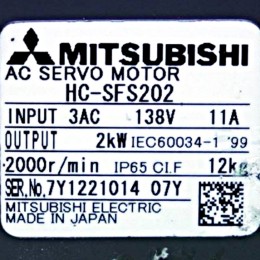 MITSUBISHI
AC SERVO MOTOR
HC-SFS202
INPUT 3AC 138V 11A
OUTPUT 2kW IEC60034-1 '99
2000r/min IP65 CI.F 12kg
SER.No.7Y1221014 07Y
MITSUBISHI ELECTRIC
MADE IN JAPAN